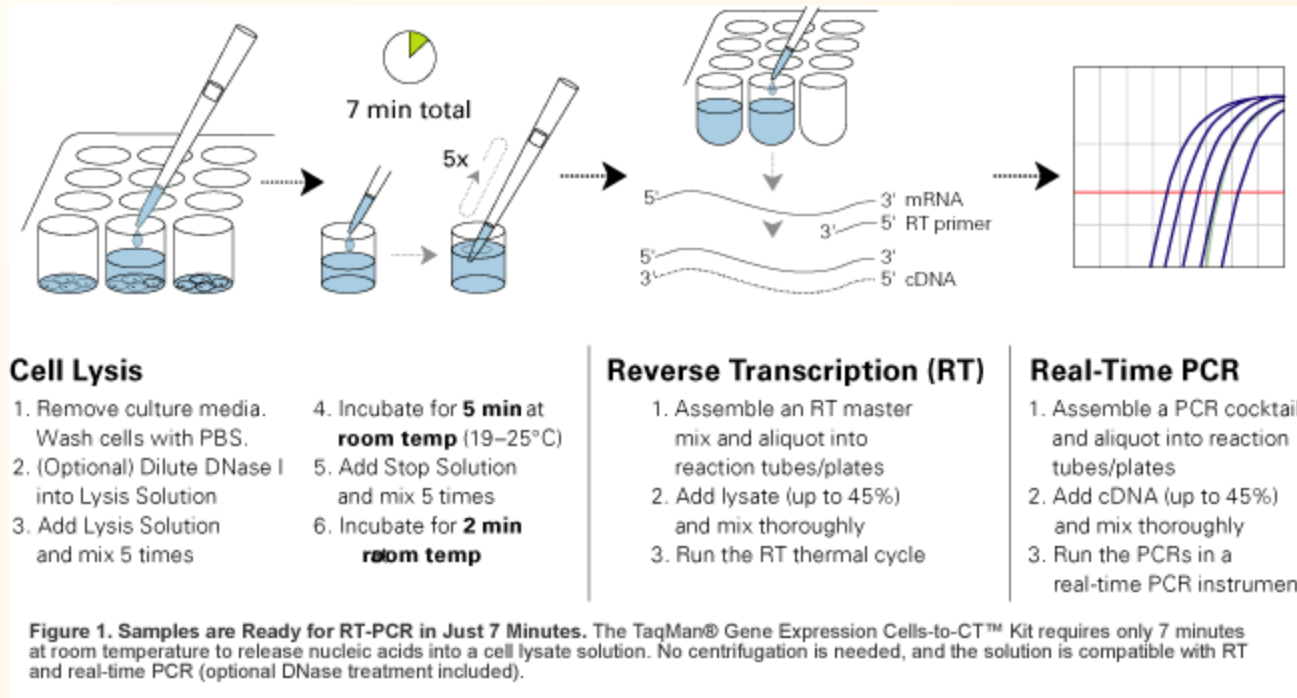 7 min total
5x
5' 3' mRNA
3' 5' RT primer
5' 3'
3' 5' cDNA
Cell Lysis
1. Remove culture media.
Wash cells with PBS.
2. (Optional) Dilute DNase I
into Lysis Solution
3. Add Lysis Solution
and mix 5 times
4. Incubate for 5 min at
room temp (19–25°C)
5. Add Stop Solution
and mix 5 times
6. Incubate for 2 min
room temp
Reverse Transcription (RT)
1. Assemble an RT master
mix and aliquot into
reaction tubes/plates
2. Add lysate (up to 45%)
and mix thoroughly
3. Run the RT thermal cycle
Real-Time PCR
1. Assemble a PCR cocktail
and aliquot into reaction
tubes/plates
2. Add cDNA (up to 45%)
and mix thoroughly
3. Run the PCRs in a
real-time PCR instrumen
Figure 1. Samples are Ready for RT-PCR in Just 7 Minutes. The TaqMan® Gene Expression Cells-to-CT™ Kit requires only 7 minutes
at room temperature to release nucleic acids into a cell lysate solution. No centrifugation is needed, and the solution is compatible with RT
and real-time PCR (optional DNase treatment included).